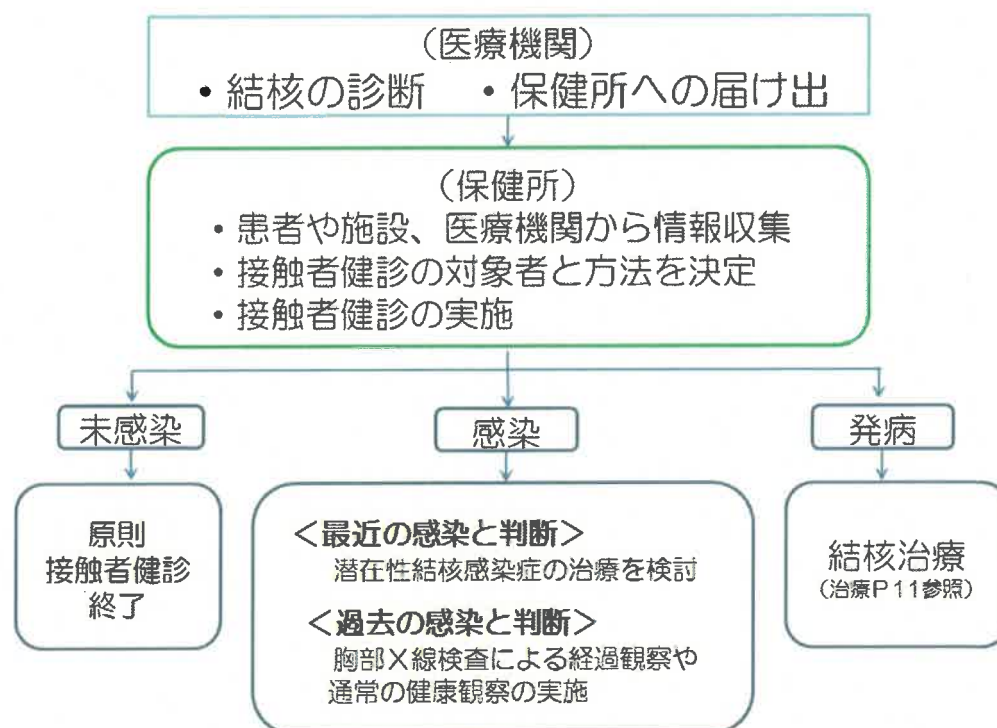 （医療機関）
・結核の診断　・保健所への届け出
（保健所）
・患者や施設、医療機関から情報収集
・接触者健診の対象者と方法を決定
・接触者健診の実施
未感染
感染
発病
原則
接触者健診
終了
＜最近の感染と判断＞
潜在性結核感染症の治療を検討
＜過去の感染と判断＞
胸部X線検査による経過観察や
通常の健康観察の実施
結核治療
（治療P11参照）